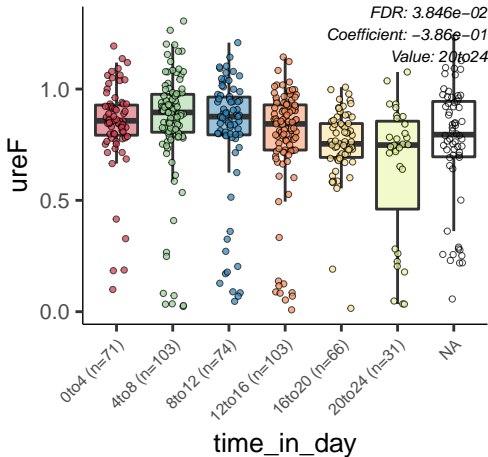 FDR: 3.846e−02
Coefficient: −3.86e−01
Value: 20to24
ureF
1.0
0.5
0.0
0to4 (n=71)
4to8 (n=103)
8to12 (n=74)
12to16 (n=103)
16to20 (n=66)
20to24 (n=31)
NA
time_in_day